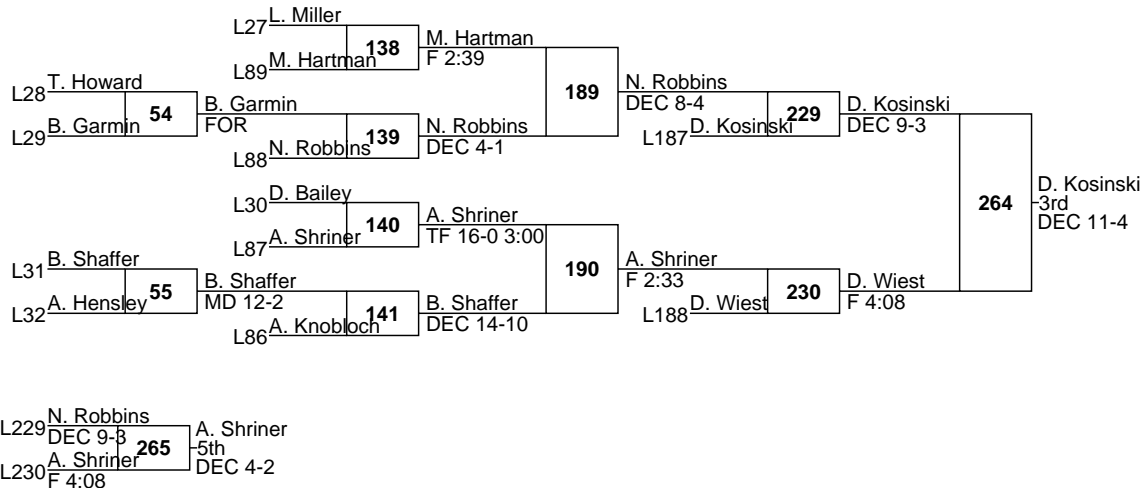 L. Miller
L27
138
M. Hartman
F 2:39
M. Hartman
L89
189
N. Robbins
DEC 8-4
T. Howard
L28
54
B. Garmin
FOR
B. Garmin
L29
139
N. Robbins
DEC 4-1
N. Robbins
L88
229
D. Kosinski
DEC 9-3
D. Kosinski
L187
264
D. Kosinski
3rd
DEC 11-4
D. Bailey
L30
140
A. Shriner
TF 16-0 3:00
A. Shriner
L87
190
A. Shriner
F 2:33
B. Shaffer
L31
55
B. Shaffer
MD 12-2
A. Hensley
L32
141
B. Shaffer
DEC 14-10
A. Knobloch
L86
230
D. Wiest
F 4:08
D. Wiest
L188
N. Robbins
L229
DEC 9-3
265
A. Shriner
5th
DEC 4-2
A. Shriner
L230
F 4:08